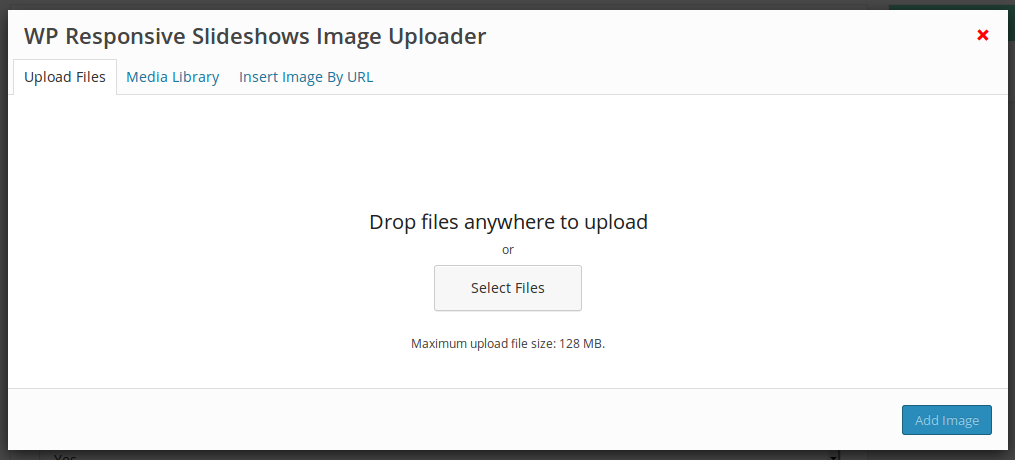 WP Responsive Slideshows Image Uploader
Upload Files Media Library Insert Image By URL
Drop files anywhere to upload
or
Select Files
Maximum upload file size: 128 MB.
Add Image
Yes